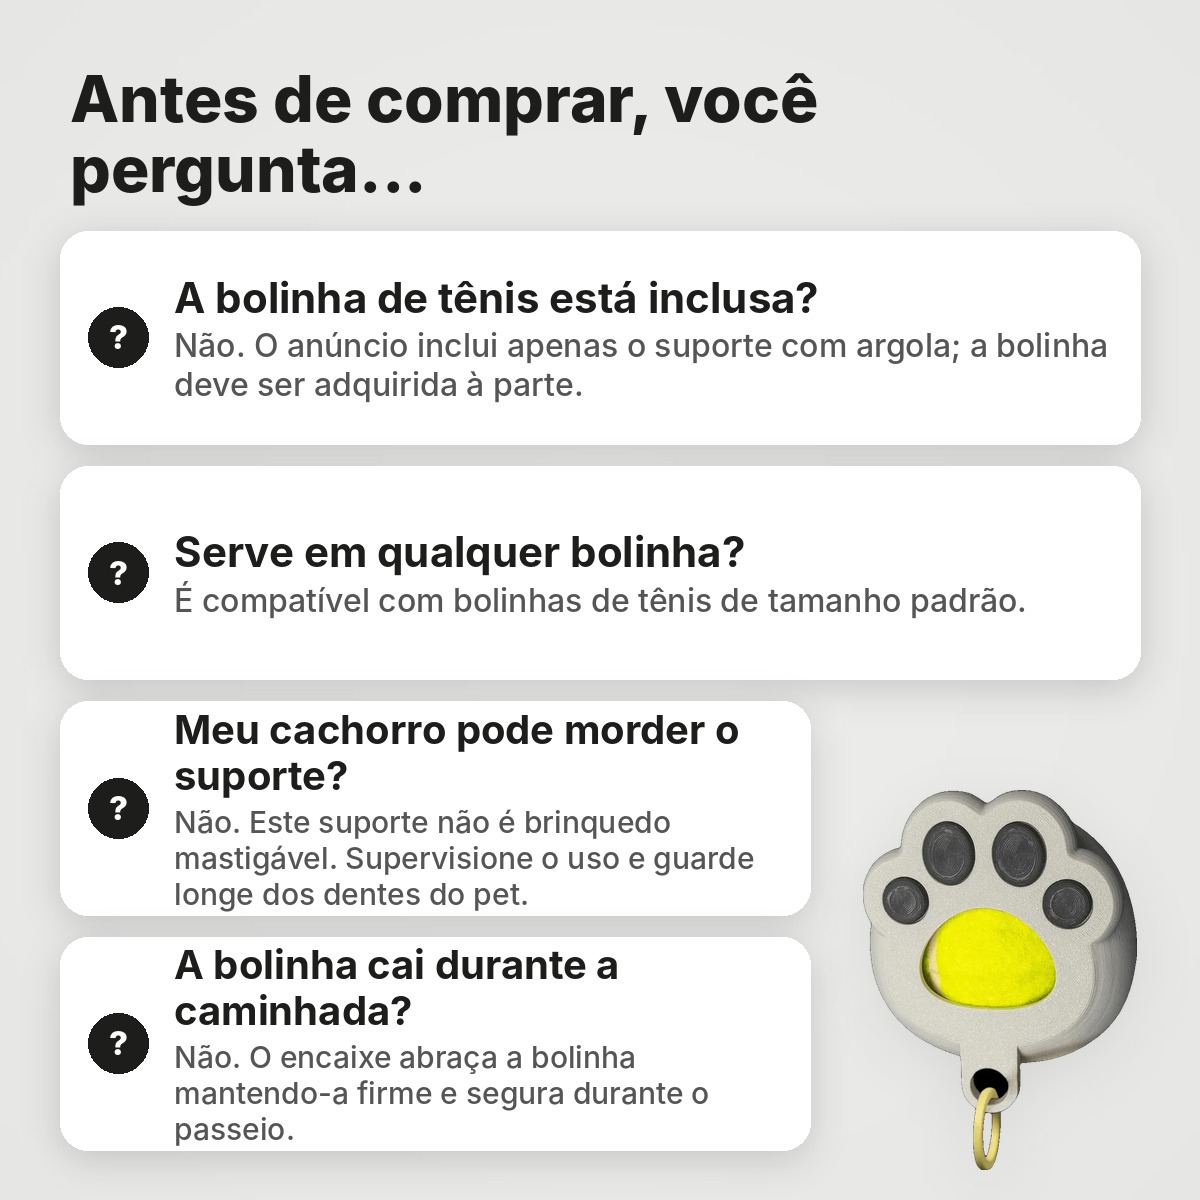 Antes de comprar, você
pergunta...
?
A bolinha de tênis está inclusa?
Não. O anúncio inclui apenas o suporte com argola; a bolinha
deve ser adquirida à parte.
?
Serve em qualquer bolinha?
É compatível com bolinhas de tênis de tamanho padrão.
?
Meu cachorro pode morder o
suporte?
Não. Este suporte não é brinquedo
mastigável. Supervisione o uso e guarde
longe dos dentes do pet.
?
A bolinha cai durante a
caminhada?
Não. O encaixe abraça a bolinha
mantendo-a firme e segura durante o
passeio.